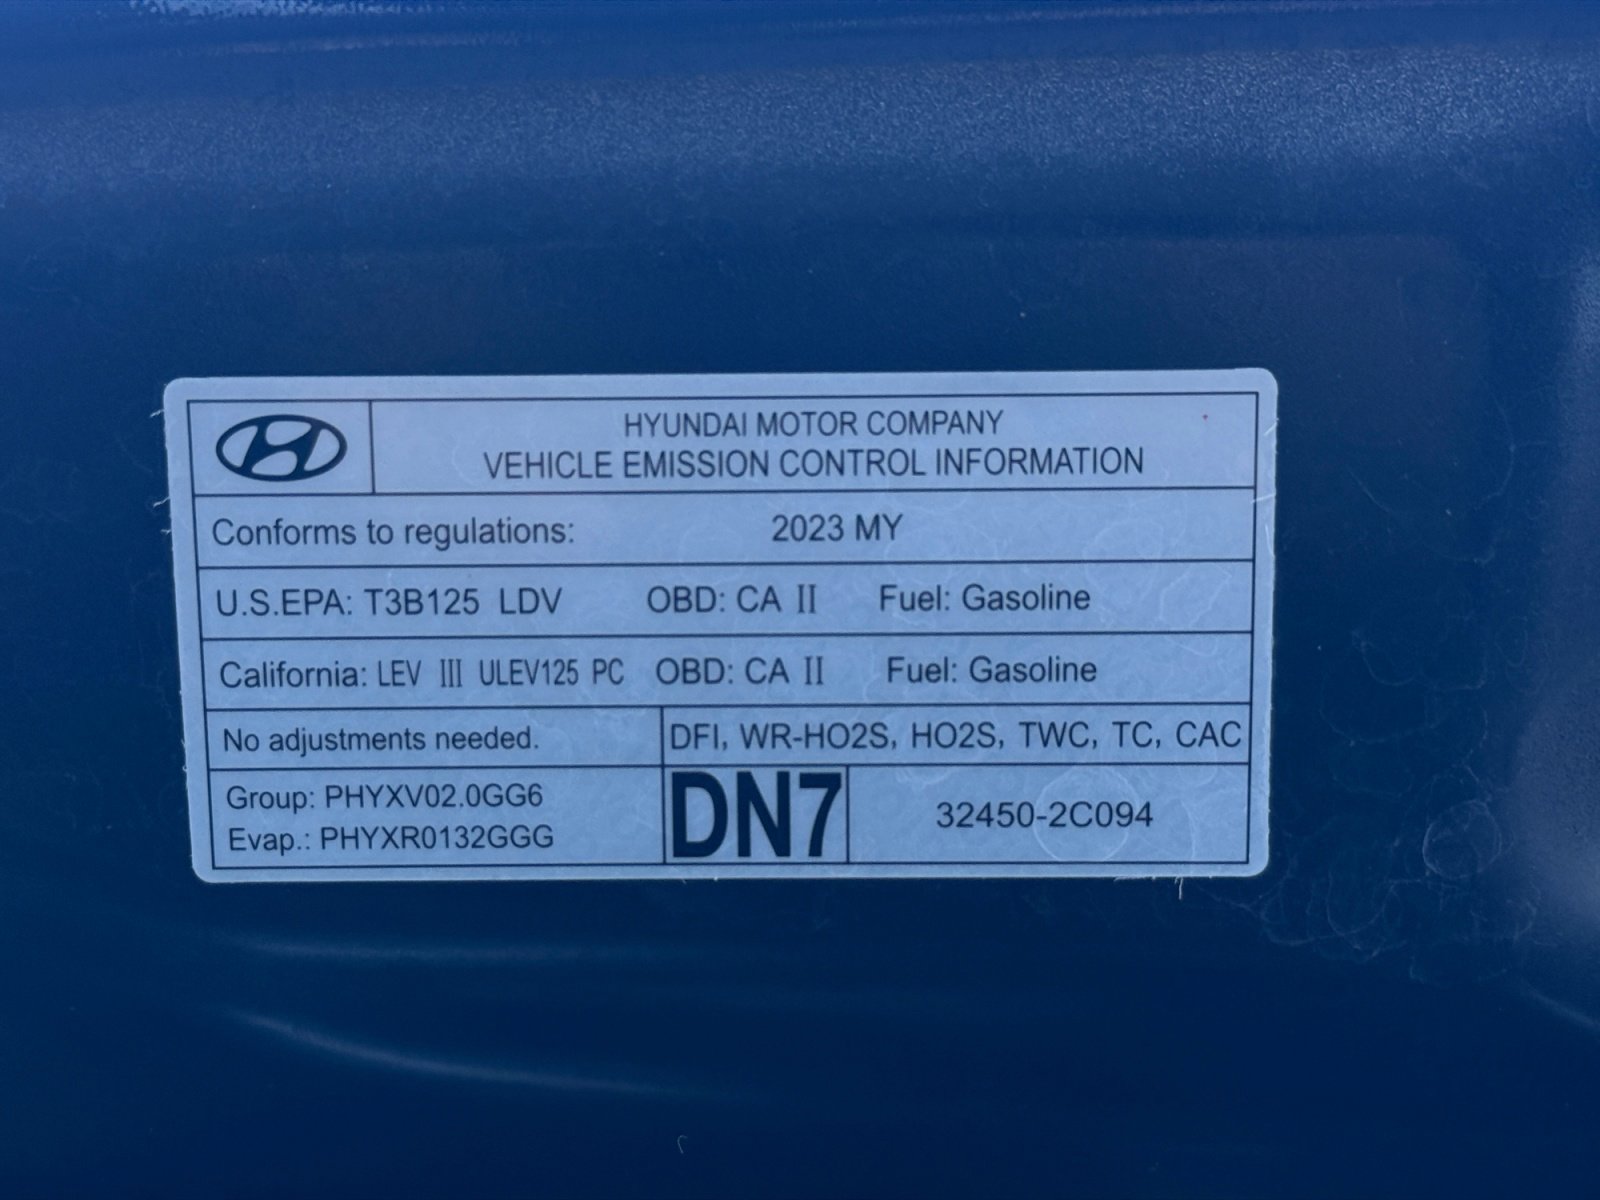 HYUNDAI MOTOR COMPANY
VEHICLE EMISSION CONTROL INFORMATION
Conforms to regulations: 2023 MY
U.S.EPA: T3B125 LDV OBD: CA II Fuel: Gasoline
California: LEV III ULEV125 PC OBD: CA II Fuel: Gasoline
No adjustments needed. DFI, WR-HO2S, HO2S, TWC, TC, CAC
Group: PHYXV02.0GG6
Evap.: PHYXR0132GGG
DN7
32450-2C094